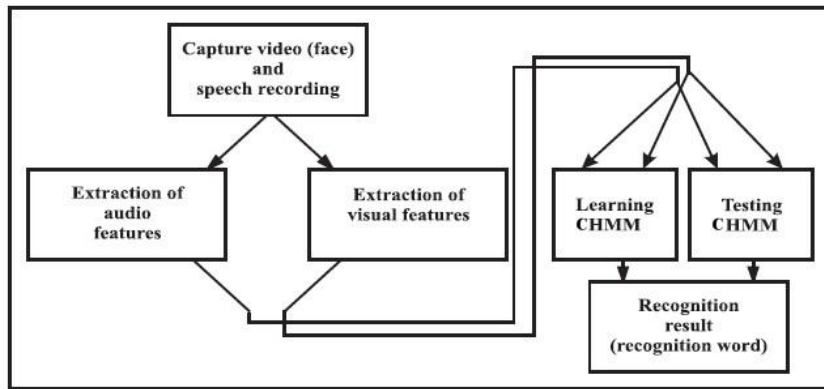 Capture video (face)
and
speech recording
Extraction of
audio
features
Extraction of
visual features
Learning
CHMM
Testing
CHMM
Recognition
result
(recognition word)